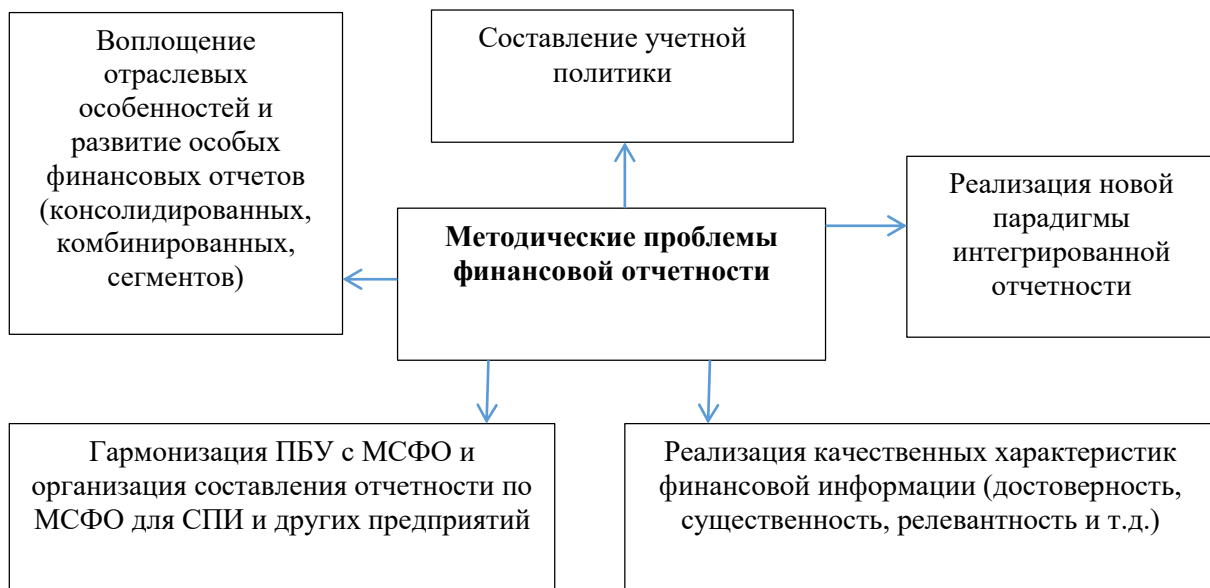 Воплощение
отраслевых
особенностей и
развитие особых
финансовых отчетов
(консолидированных,
комбинированных,
сегментов)
Составление учетной
политики
Реализация новой
парадигмы
интегрированной
отчетности
Методические проблемы
финансовой отчетности
Гармонизация ПБУ с МСФО и
организация составления отчетности по
МСФО для СПИ и других предприятий
Реализация качественных характеристик
финансовой информации (достоверность,
существенность, релевантность и т.д.)